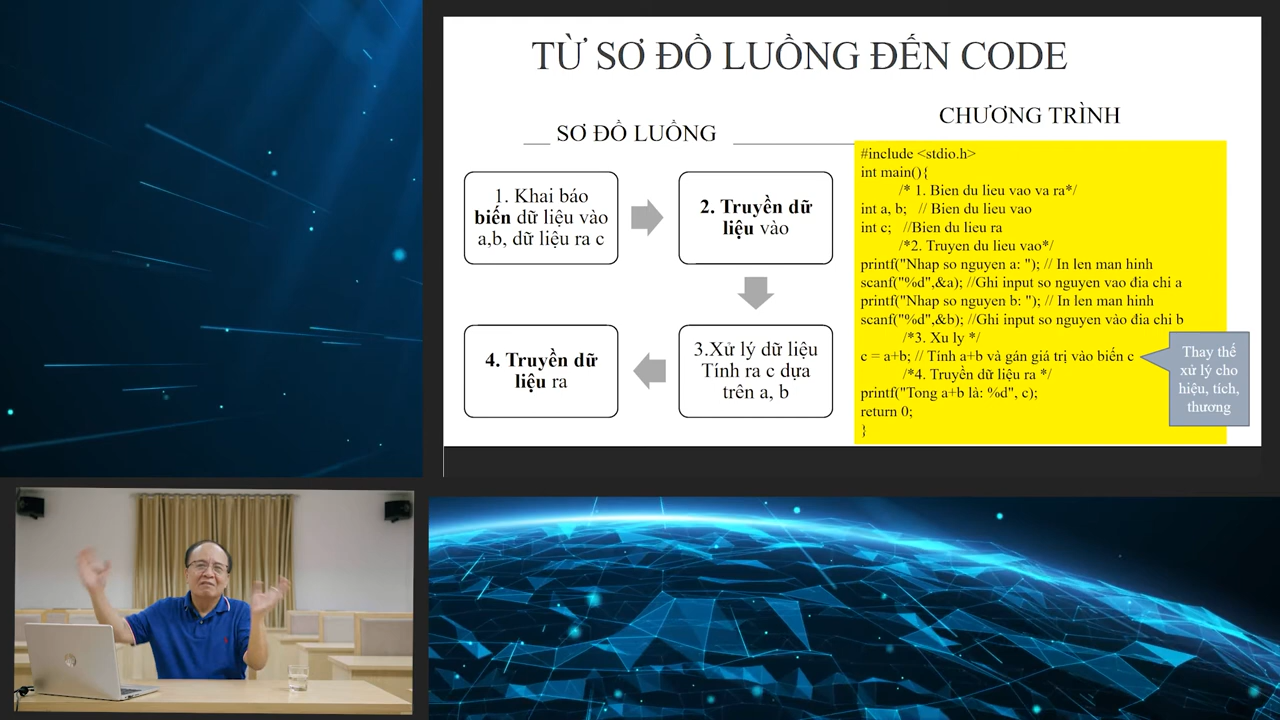 TỪ SƠ ĐỒ LUỒNG ĐẾN CODE
SƠ ĐỒ LUỒNG
1. Khai báo
biến dữ liệu vào
a,b, dữ liệu ra c
2. Truyền dữ
liệu vào
3.Xử lý dữ liệu
Tính ra c dựa
trên a, b
4. Truyền dữ
liệu ra
CHƯƠNG TRÌNH
#include <stdio.h>
int main(){
/* 1. Bien du lieu vao va ra*/
int a, b; // Bien du lieu vao
int c; //Bien du lieu ra
/*2. Truyen du lieu vao*/
printf("Nhap so nguyen a: "); // In len man hinh
scanf("%d",&a); //Ghi input so nguyen vao đia chi a
printf("Nhap so nguyen b: "); // In len man hinh
scanf("%d",&b); //Ghi input so nguyen vào đia chi b
/*3. Xu ly */
c = a+b; // Tính a+b và gán giá trị vào biến c
/*4. Truyền dữ liệu ra */
printf("Tong a+b là: %d", c);
return 0;
}
Thay thế
xử lý cho
hiệu, tích,
thương